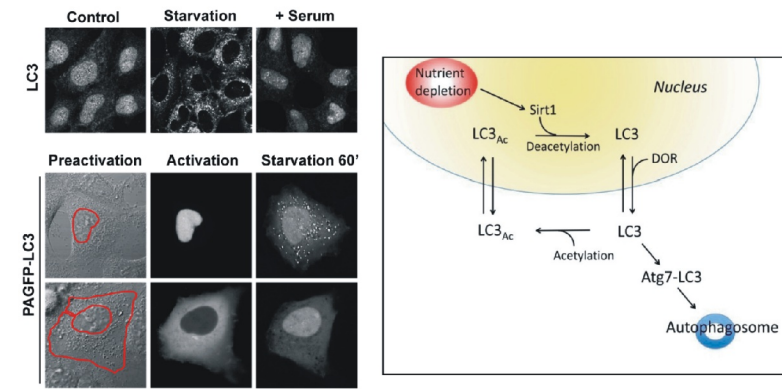 Control Starvation + Serum
LC3
Preactivation Activation Starvation 60'
PAGFP-LC3
Nutrient
depletion
Nucleus
Sirt1
LC3Ac
LC3
Deacetylation
DOR
LC3Ac
LC3
Acetylation
Atg7-LC3
Autophagosome